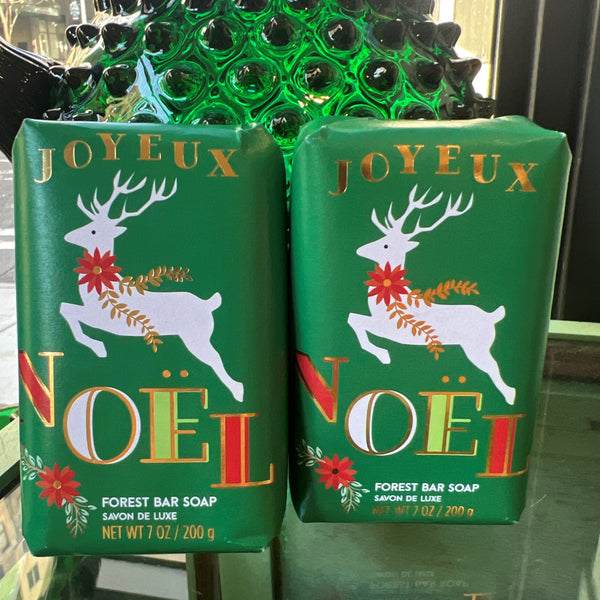 JOYEUX
NOËL
FOREST BAR SOAP
SAVON DE LUXE
NET WT 7 OZ / 200 g
JOYEUX
NOËL
FOREST BAR SOAP
SAVON DE LUXE
NET WT 7 OZ / 200 g